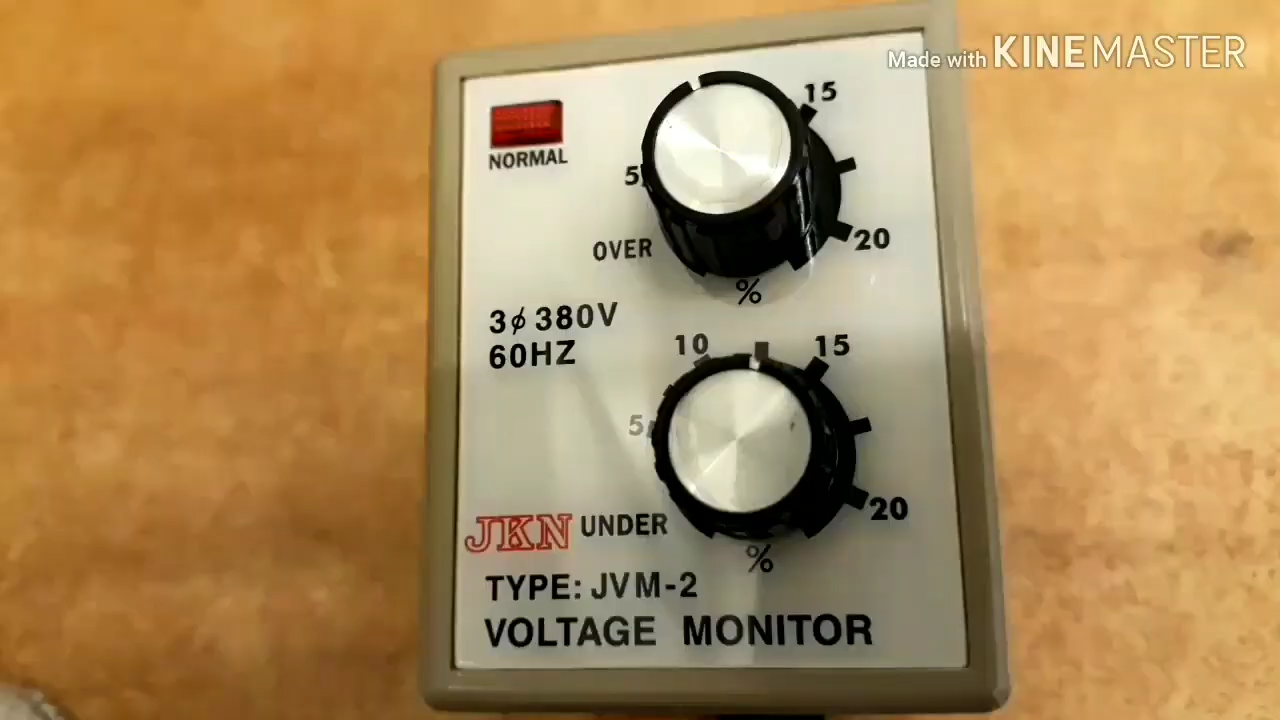 Made with KINEMASTER
NORMAL
15
5
OVER
20
%
3φ 380V
60HZ
10
15
5
20
JKN UNDER
%
TYPE: JVM-2
VOLTAGE MONITOR